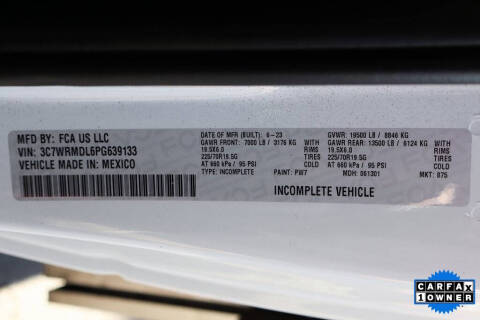 MFD BY: FCA US LLC
VIN: 3C7WRMDL6PG639133
VEHICLE MADE IN: MEXICO
DATE OF MFR (BUILT): 6-23
GAWR FRONT: 7000 LB / 3176 KG WITH
19.5X6.0 RIMS
225/70R19.5G TIRES
AT 660 kPa / 95 PSI COLD
TYPE: INCOMPLETE PAINT: PW7
GVWR: 19500 LB / 8846 KG
GAWR REAR: 13500 LB / 6124 KG WITH
19.5X6.0 RIMS
225/70R19.5G TIRES
AT 660 kPa / 95 PSI COLD
MDH: 061301 MKT: 875
INCOMPLETE VEHICLE
CARFAX
1 OWNER